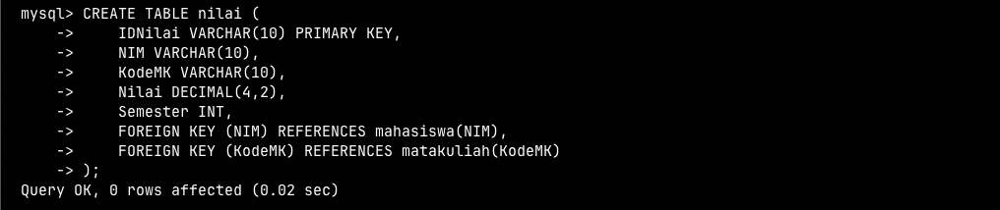 mysql> CREATE TABLE nilai (
    ->     IDNilai VARCHAR(10) PRIMARY KEY,
    ->     NIM VARCHAR(10),
    ->     KodeMK VARCHAR(10),
    ->     Nilai DECIMAL(4,2),
    ->     Semester INT,
    ->     FOREIGN KEY (NIM) REFERENCES mahasiswa(NIM),
    ->     FOREIGN KEY (KodeMK) REFERENCES matakuliah(KodeMK)
    -> );
Query OK, 0 rows affected (0.02 sec)